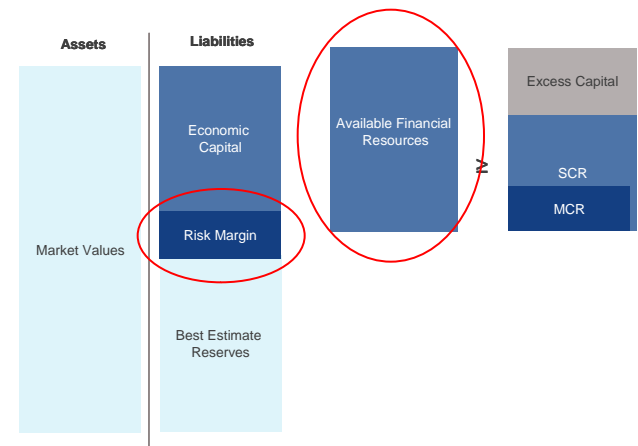 Assets
Liabilities
Market Values
Economic
Capital
Risk Margin
Best Estimate
Reserves
Available Financial
Resources
≥
Excess Capital
SCR
MCR